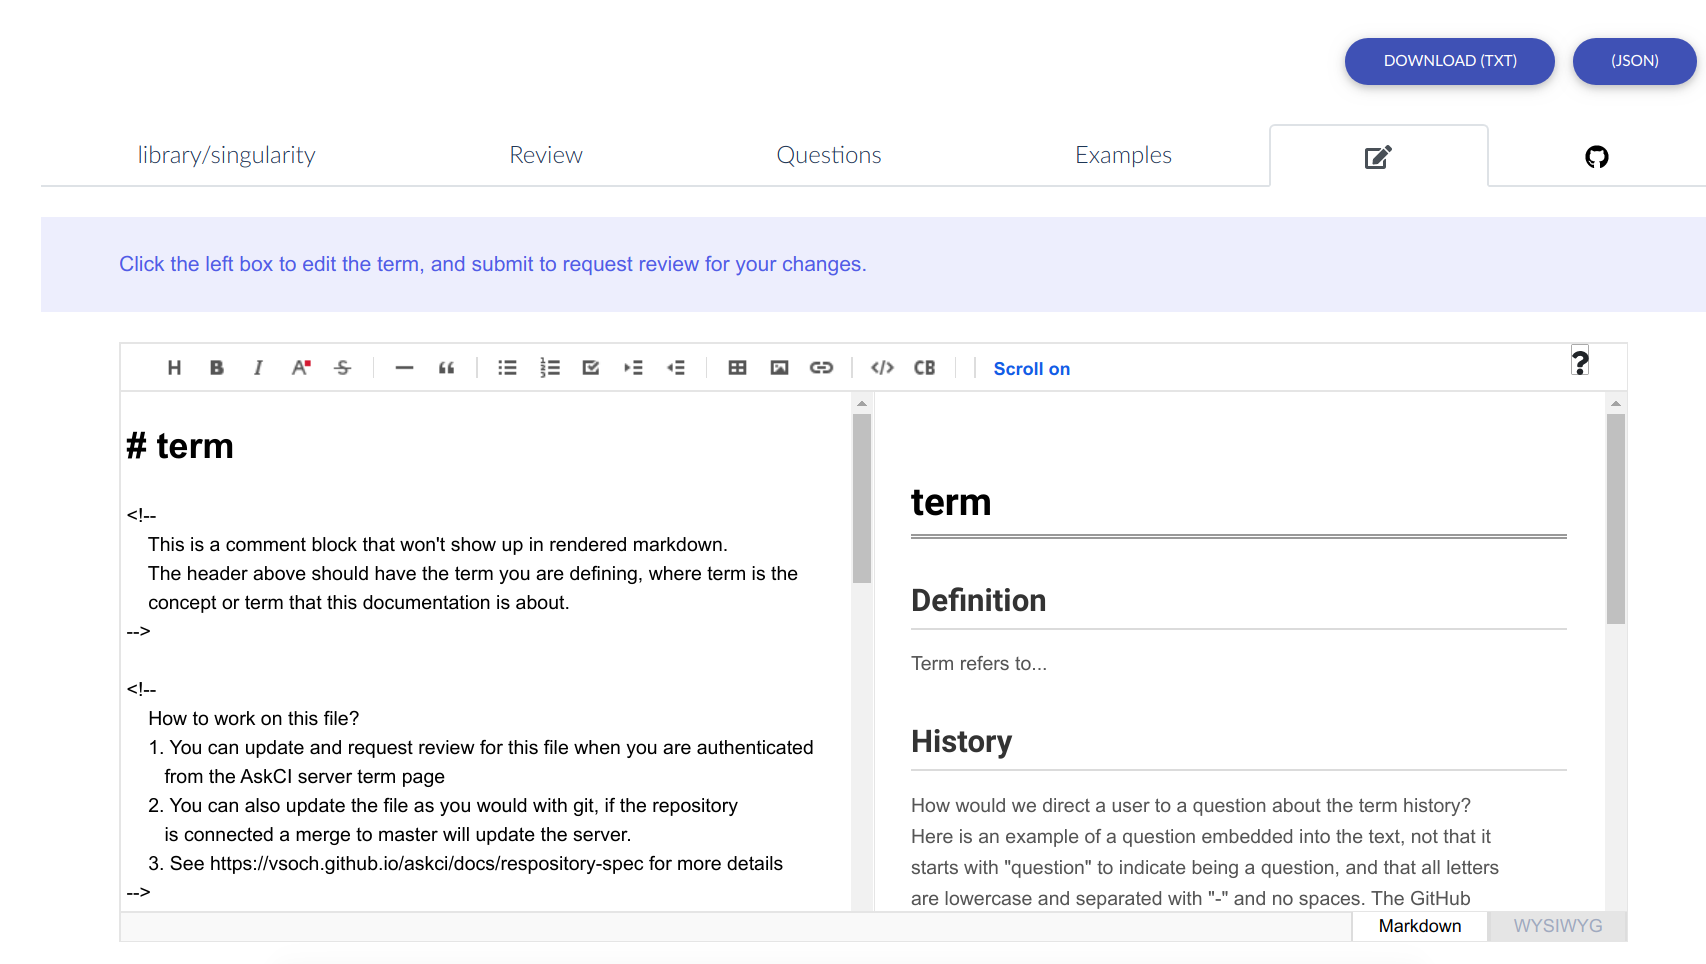 DOWNLOAD (TXT) (JSON)
library/singularity Review Questions Examples
Click the left box to edit the term, and submit to request review for your changes.
H B I A S “ CB Scroll on ?
# term
<!--
This is a comment block that won't show up in rendered markdown.
The header above should have the term you are defining, where term is the
concept or term that this documentation is about.
-->
<!--
How to work on this file?
1. You can update and request review for this file when you are authenticated
from the AskCI server term page
2. You can also update the file as you would with git, if the repository
is connected a merge to master will update the server.
3. See https://vsoch.github.io/askci/docs/respository-spec for more details
-->
term
Definition
Term refers to...
History
How would we direct a user to a question about the term history?
Here is an example of a question embedded into the text, not that it
starts with "question" to indicate being a question, and that all letters
are lowercase and separated with "-" and no spaces. The GitHub
Markdown WYSIWYG